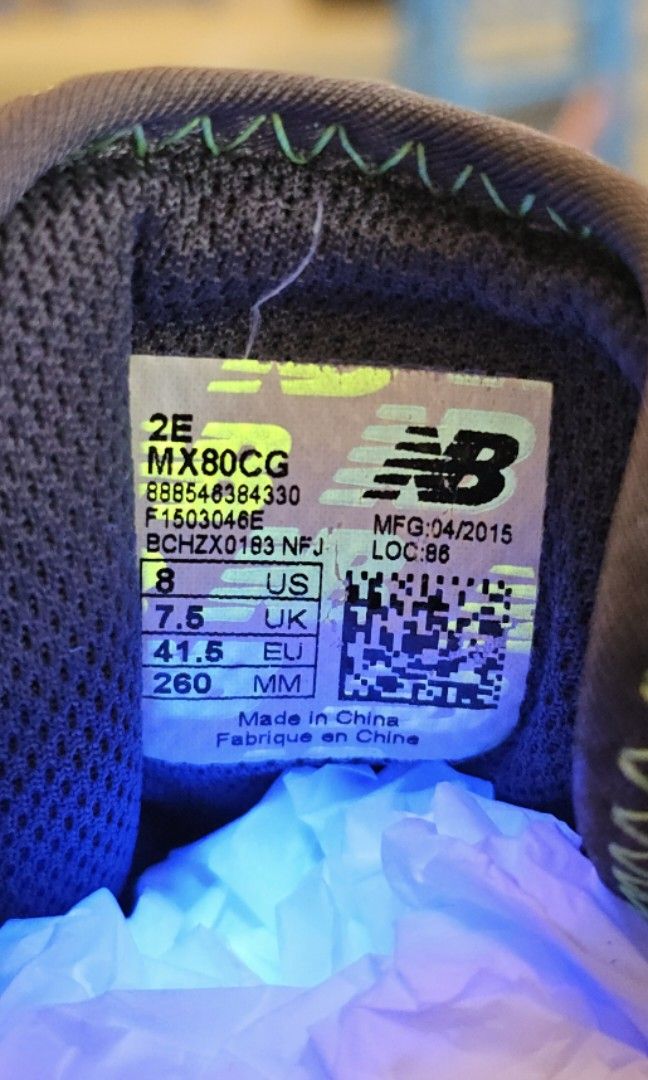 2E
MX80CG
888546384330
F1503046E
BCHZX0183 NFJ
NB
MFG:04/2015
LOC:86
8 US
7.5 UK
41.5 EU
260 MM
Made in China
Fabrique en Chine